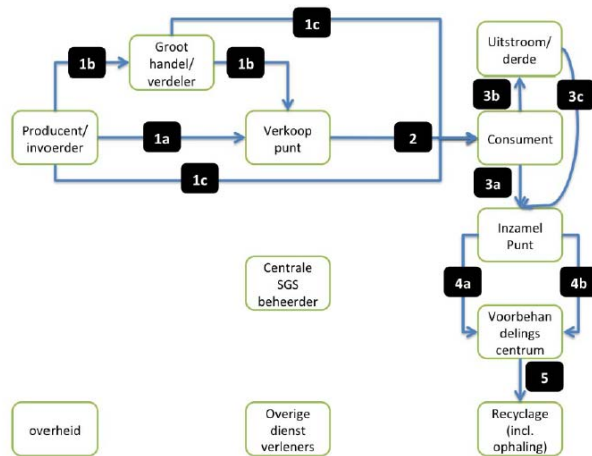 1c
Groot
handel/
verdeler
1b
1b
Uitstroom/
derde
3b
3c
Producent/
invoerder
1a
Verkoop
punt
2
Consument
1c
3a
Inzamel
Punt
Centrale
SGS
beheerder
4a
4b
Voorbehan
delings
centrum
5
overheid
Overige
dienst
verleners
Recyclage
(incl.
ophaling)